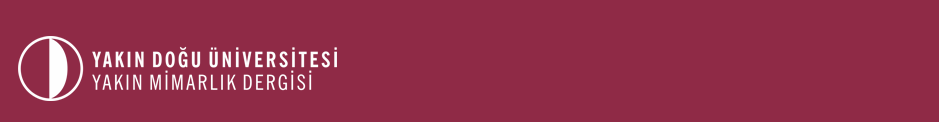 YAKIN DOĞU ÜNİVERSİTESİ
YAKIN MİMARLIK DERGİSİ